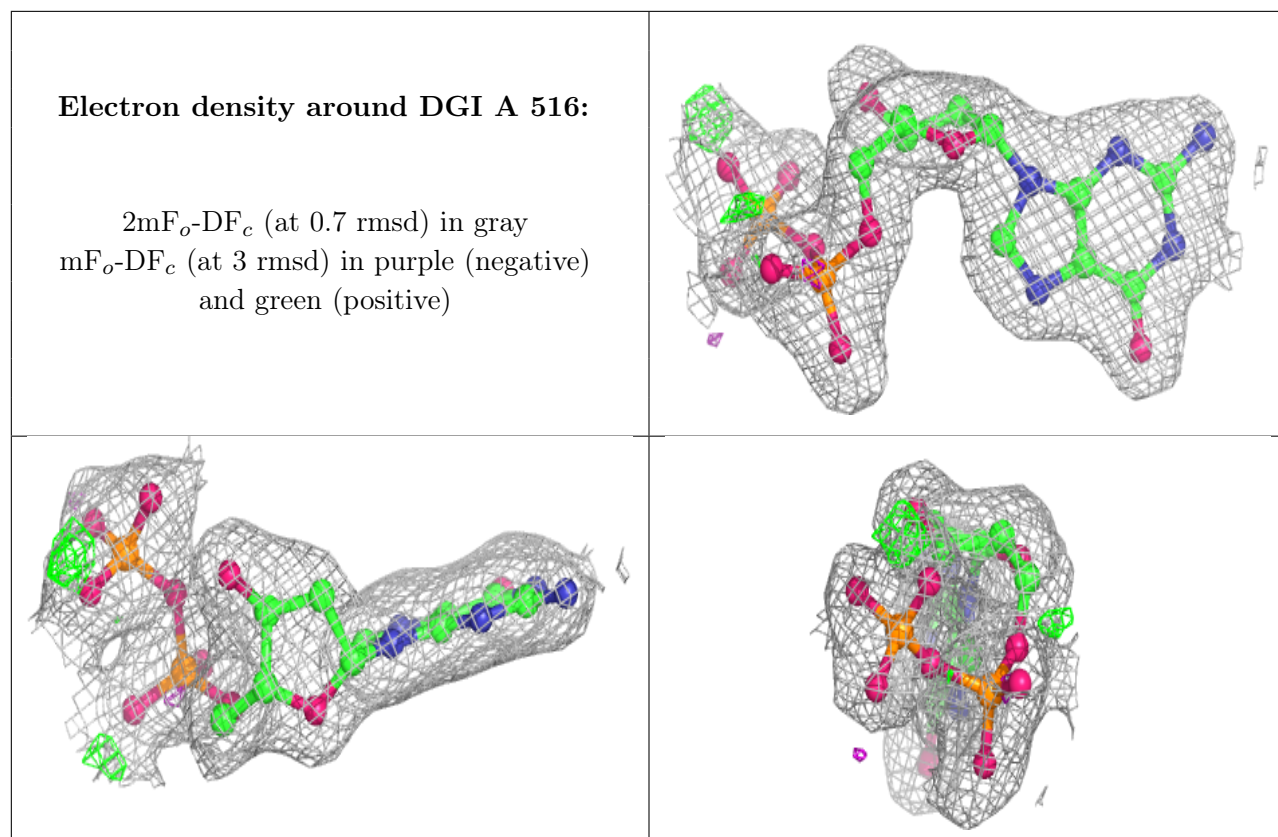 Electron density around DGI A 516:
2mFo-DFc (at 0.7 rmsd) in gray
mFo-DFc (at 3 rmsd) in purple (negative)
and green (positive)